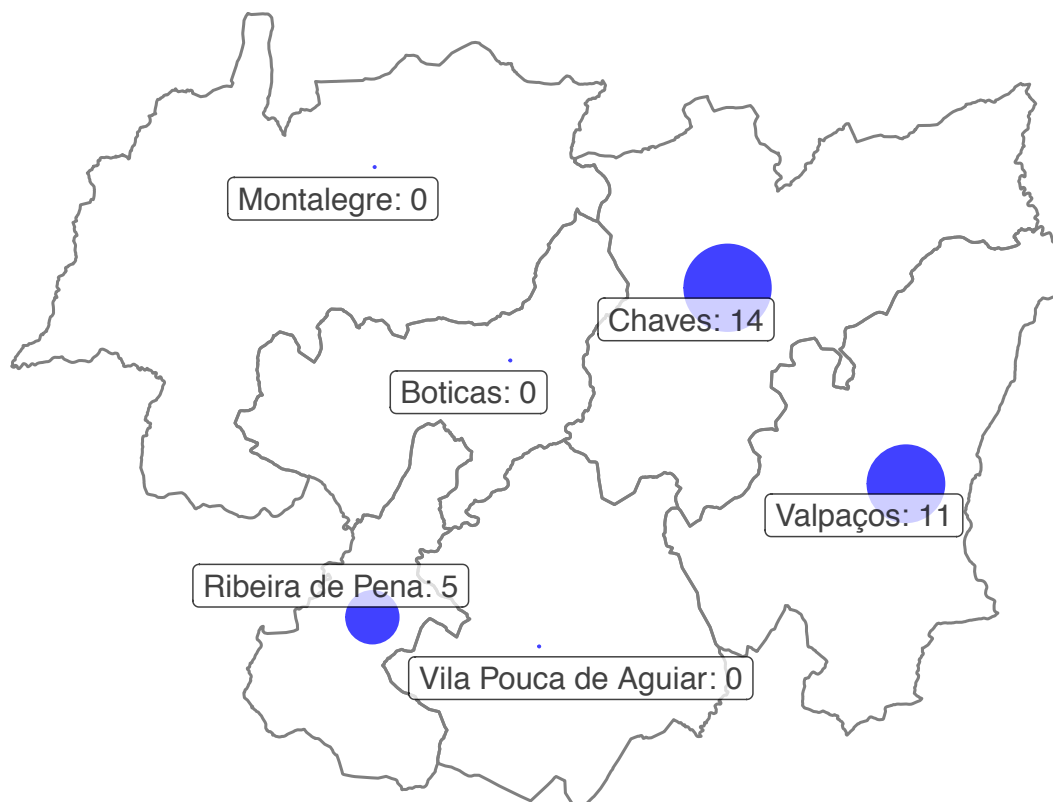 Montalegre: 0
Chaves: 14
Boticas: 0
Valpaços: 11
Ribeira de Pena: 5
Vila Pouca de Aguiar: 0